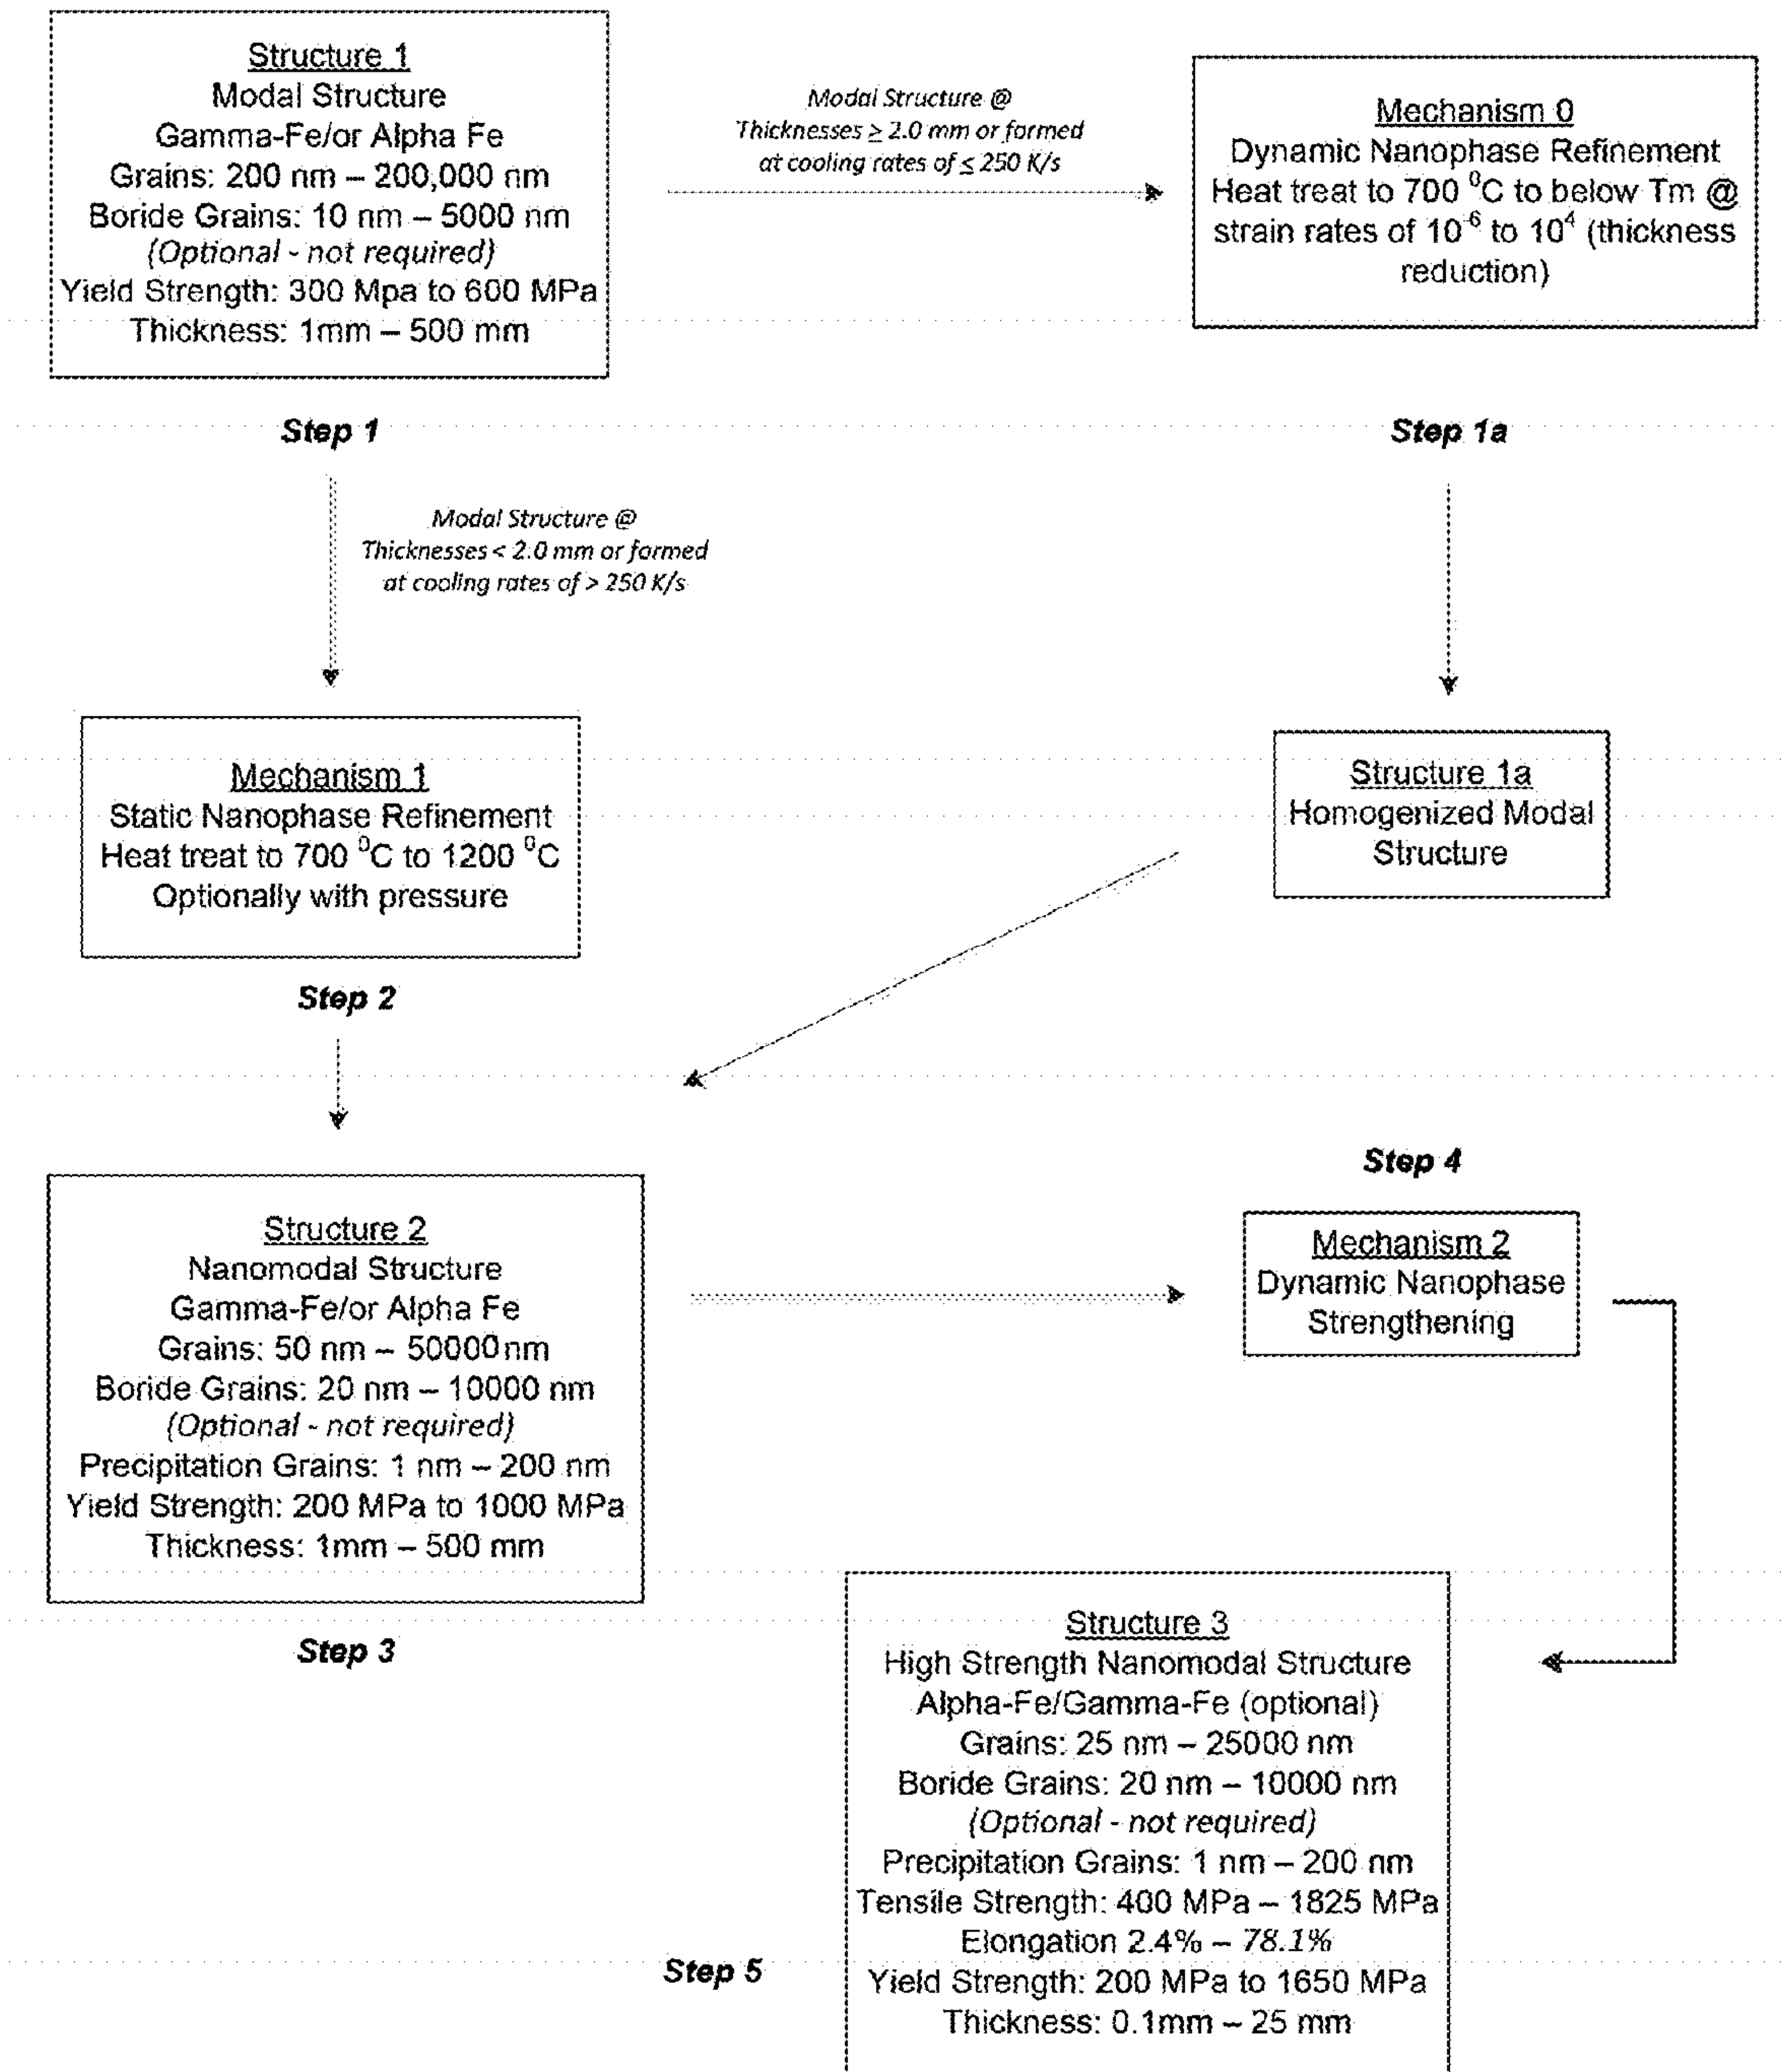 Structure 1
Modal Structure
Gamma-Fe/or Alpha Fe
Grains: 200 nm – 200,000 nm
Boride Grains: 10 nm – 5000 nm
(Optional - not required)
Yield Strength: 300 Mpa to 600 MPa
Thickness: 1mm – 500 mm
Modal Structure @
Thicknesses ≥ 2.0 mm or formed
at cooling rates of ≤ 250 K/s
Mechanism 0
Dynamic Nanophase Refinement
Heat treat to 700 ⁰C to below Tm @
strain rates of 10⁻⁶ to 10⁴ (thickness
reduction)
Step 1
Step 1a
Modal Structure @
Thicknesses < 2.0 mm or formed
at cooling rates of > 250 K/s
Mechanism 1
Static Nanophase Refinement
Heat treat to 700 ⁰C to 1200 ⁰C
Optionally with pressure
Structure 1a
Homogenized Modal
Structure
Step 2
Structure 2
Nanomodal Structure
Gamma-Fe/or Alpha Fe
Grains: 50 nm – 50000 nm
Boride Grains: 20 nm – 10000 nm
(Optional - not required)
Precipitation Grains: 1 nm – 200 nm
Yield Strength: 200 MPa to 1000 MPa
Thickness: 1mm – 500 mm
Step 4
Mechanism 2
Dynamic Nanophase
Strengthening
Step 3
Structure 3
High Strength Nanomodal Structure
Alpha-Fe/Gamma-Fe (optional)
Grains: 25 nm – 25000 nm
Boride Grains: 20 nm – 10000 nm
(Optional - not required)
Precipitation Grains: 1 nm – 200 nm
Tensile Strength: 400 MPa – 1825 MPa
Elongation 2.4% – 78.1%
Yield Strength: 200 MPa to 1650 MPa
Thickness: 0.1mm – 25 mm
Step 5